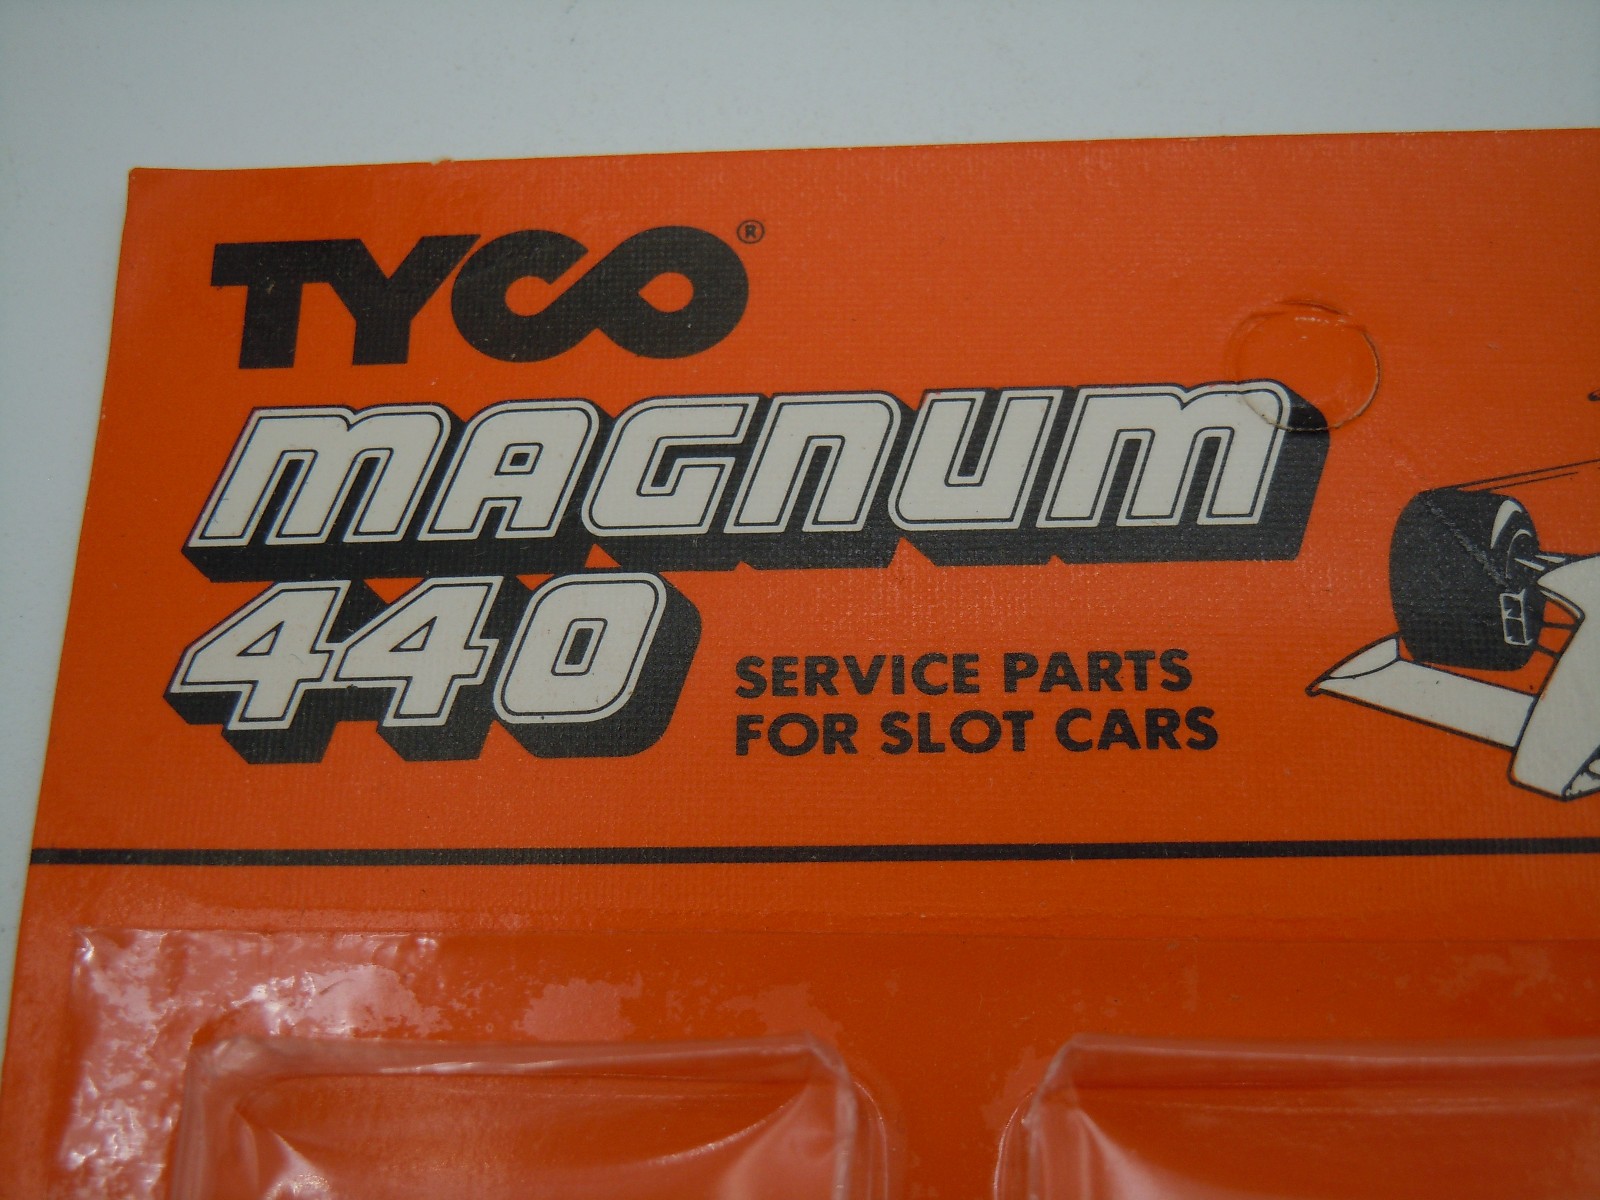 TYCO®
MAGNUM
440
SERVICE PARTS
FOR SLOT CARS